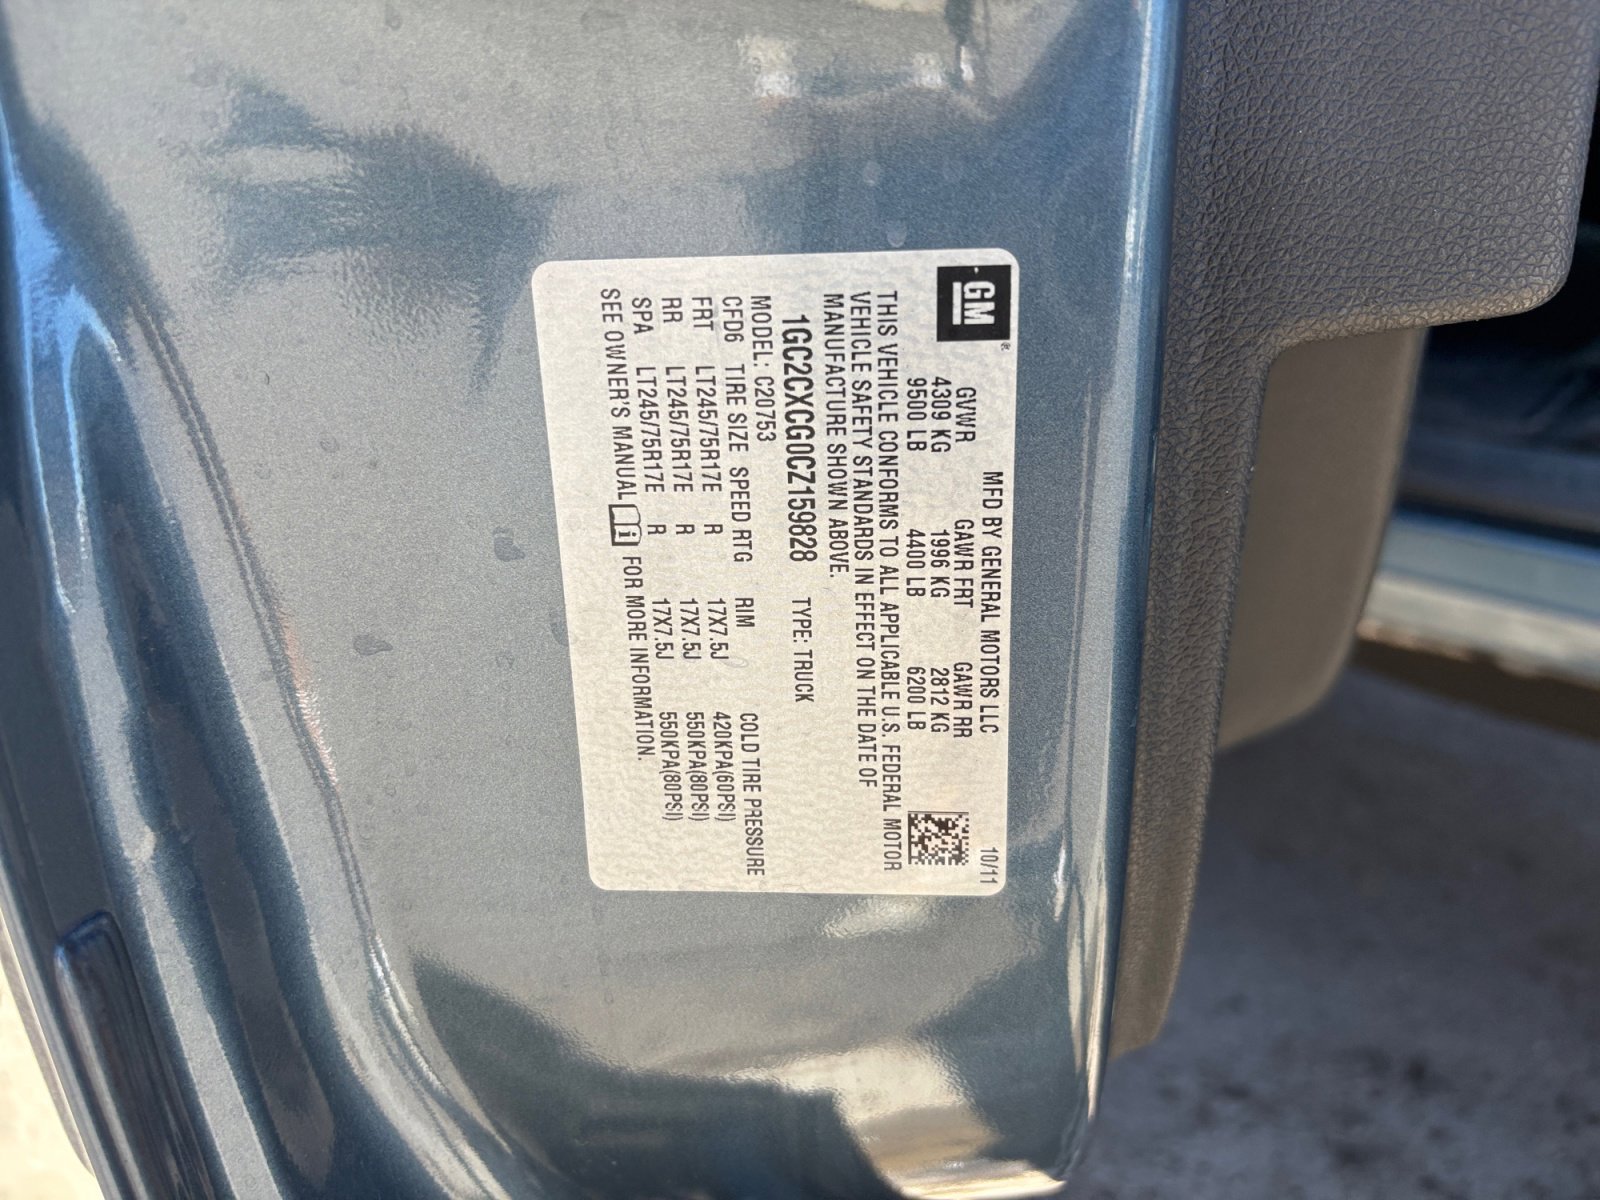 GM®
MFD BY GENERAL MOTORS LLC 10/11
GVWR GAWR FRT GAWR RR
4309 KG 1996 KG 2812 KG
9500 LB 4400 LB 6200 LB
THIS VEHICLE CONFORMS TO ALL APPLICABLE U.S. FEDERAL MOTOR
VEHICLE SAFETY STANDARDS IN EFFECT ON THE DATE OF
MANUFACTURE SHOWN ABOVE.
1GC2CXCG0CZ159828 TYPE: TRUCK
MODEL: C20753
CFD6 TIRE SIZE SPEED RTG RIM COLD TIRE PRESSURE
FRT LT245/75R17E R 17X7.5J 420KPA(60PSI)
RR LT245/75R17E R 17X7.5J 550KPA(80PSI)
SPA LT245/75R17E R 17X7.5J 550KPA(80PSI)
SEE OWNER'S MANUAL i FOR MORE INFORMATION.